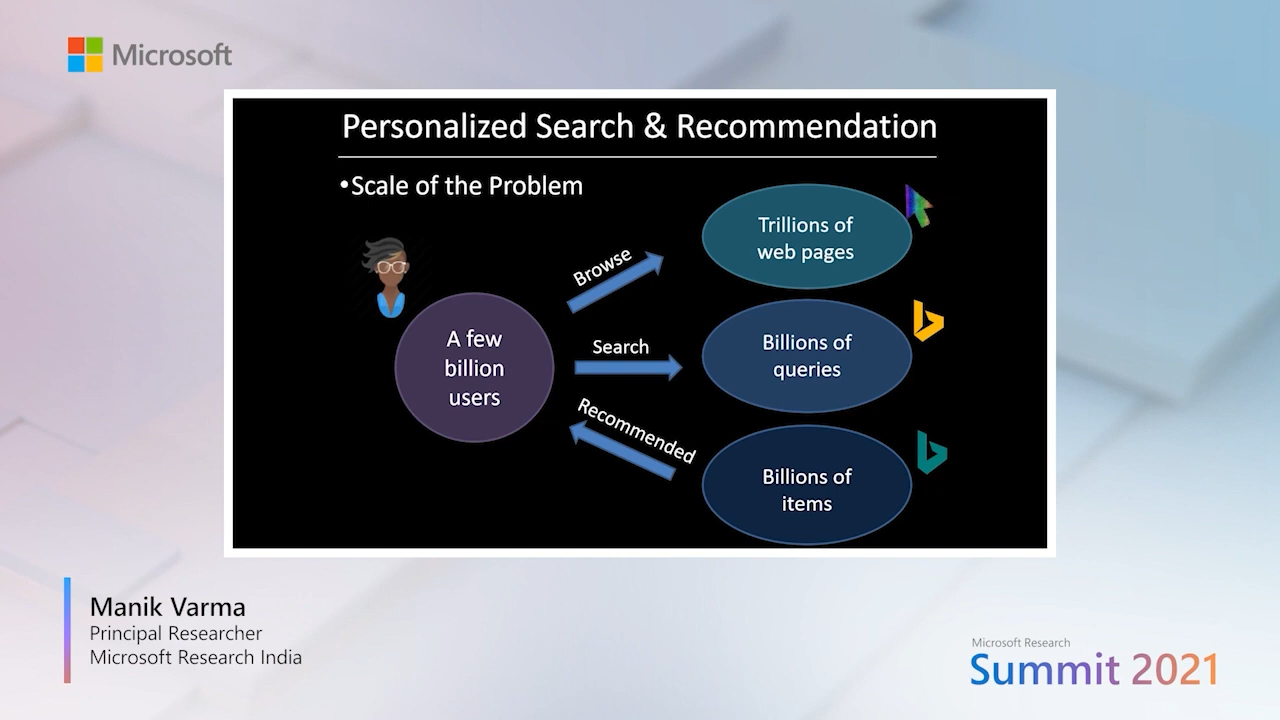 Microsoft
Personalized Search & Recommendation
•Scale of the Problem
Trillions of
web pages
Browse
A few
billion
users
Search
Billions of
queries
Recommended
Billions of
items
Manik Varma
Principal Researcher
Microsoft Research India
Microsoft Research
Summit 2021